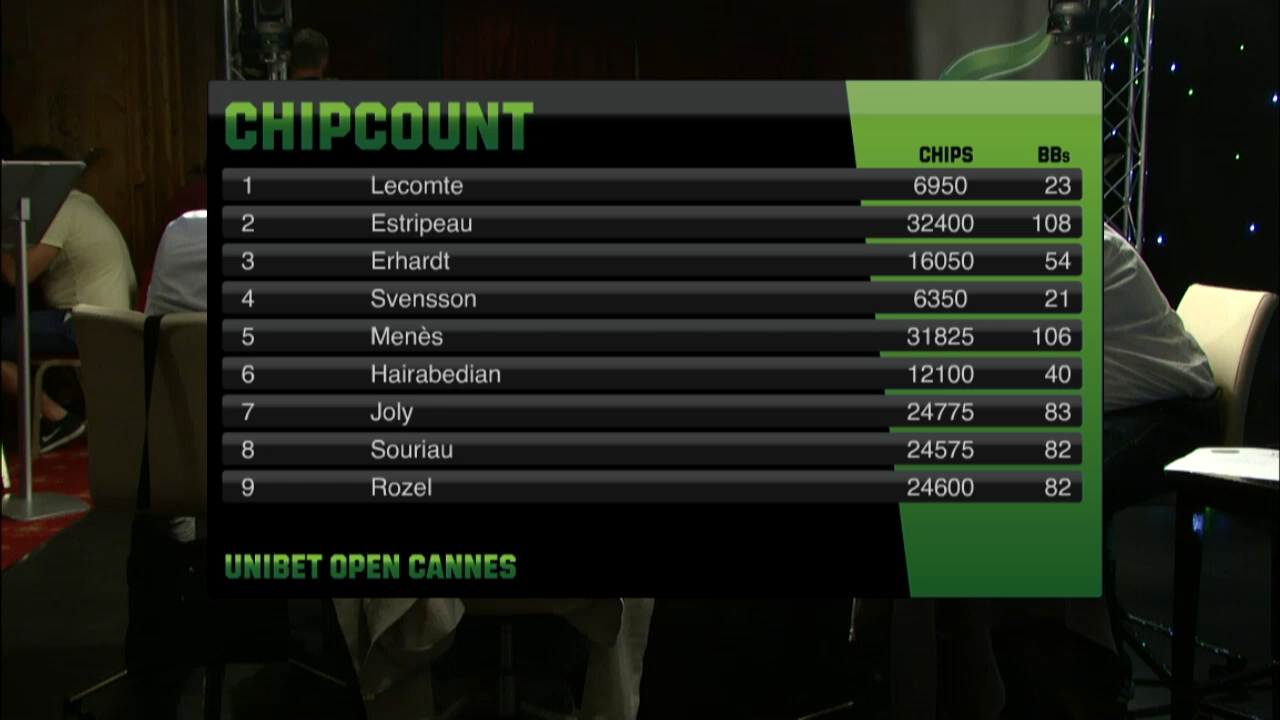 CHIPCOUNT
CHIPS BBs
1 Lecomte 6950 23
2 Estripeau 32400 108
3 Erhardt 16050 54
4 Svensson 6350 21
5 Menès 31825 106
6 Hairabedian 12100 40
7 Joly 24775 83
8 Souriau 24575 82
9 Rozel 24600 82
UNIBET OPEN CANNES